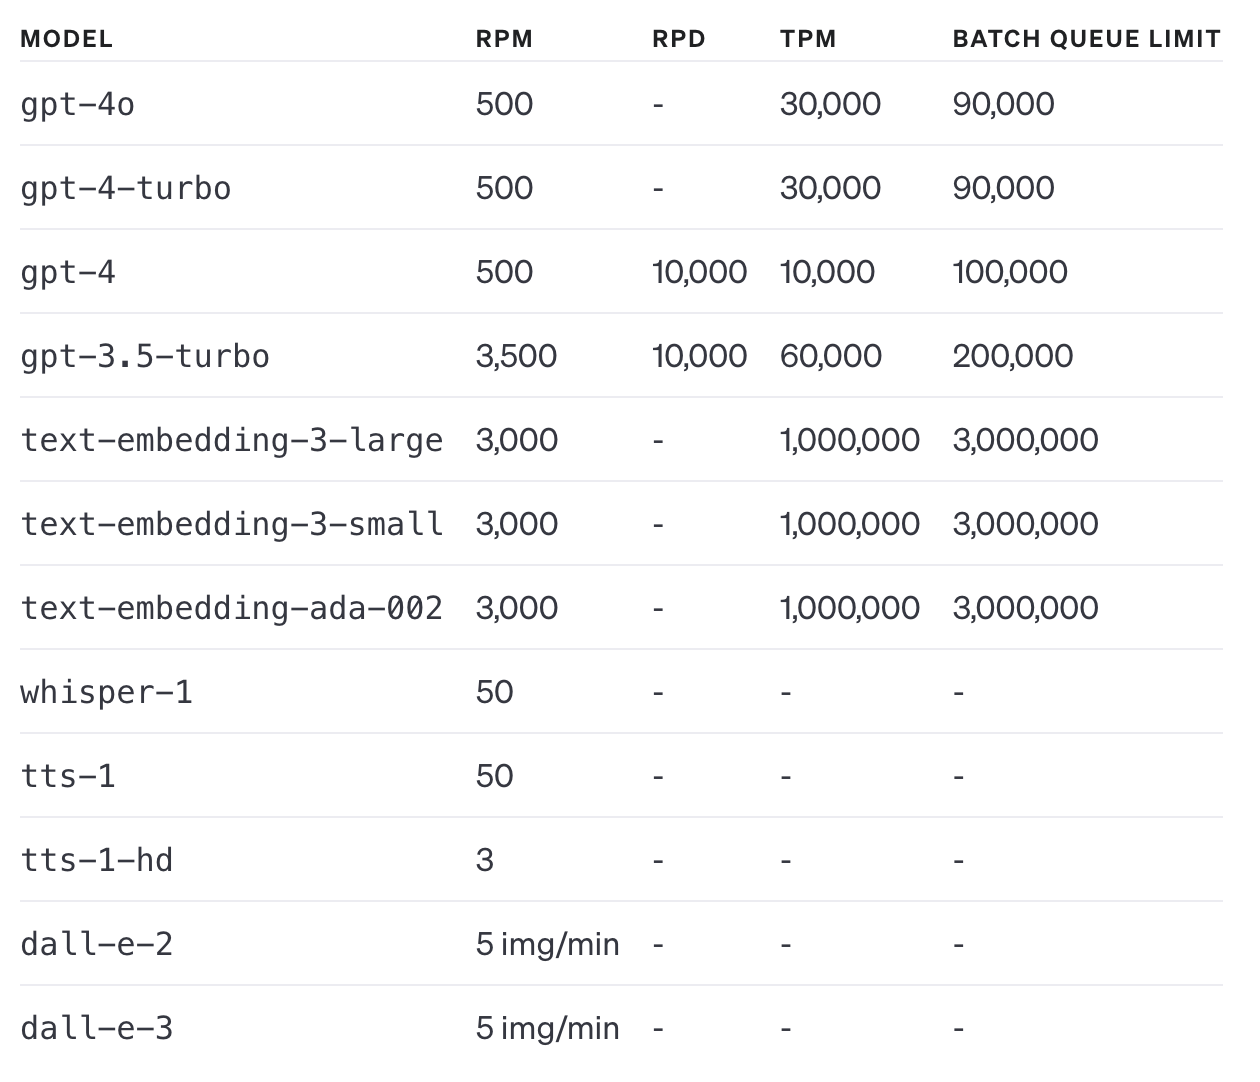 MODEL RPM RPD TPM BATCH QUEUE LIMIT
gpt-4o 500 - 30,000 90,000
gpt-4-turbo 500 - 30,000 90,000
gpt-4 500 10,000 10,000 100,000
gpt-3.5-turbo 3,500 10,000 60,000 200,000
text-embedding-3-large 3,000 - 1,000,000 3,000,000
text-embedding-3-small 3,000 - 1,000,000 3,000,000
text-embedding-ada-002 3,000 - 1,000,000 3,000,000
whisper-1 50 - - -
tts-1 50 - - -
tts-1-hd 3 - - -
dall-e-2 5 img/min - - -
dall-e-3 5 img/min - - -